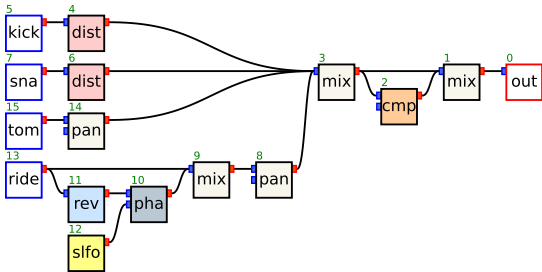 5 4
kick dist
7 6 3 1 0
sna dist mix mix out
15 14 2
tom pan cmp
13 9 8
ride mix pan
11 10
rev pha
12
slfo